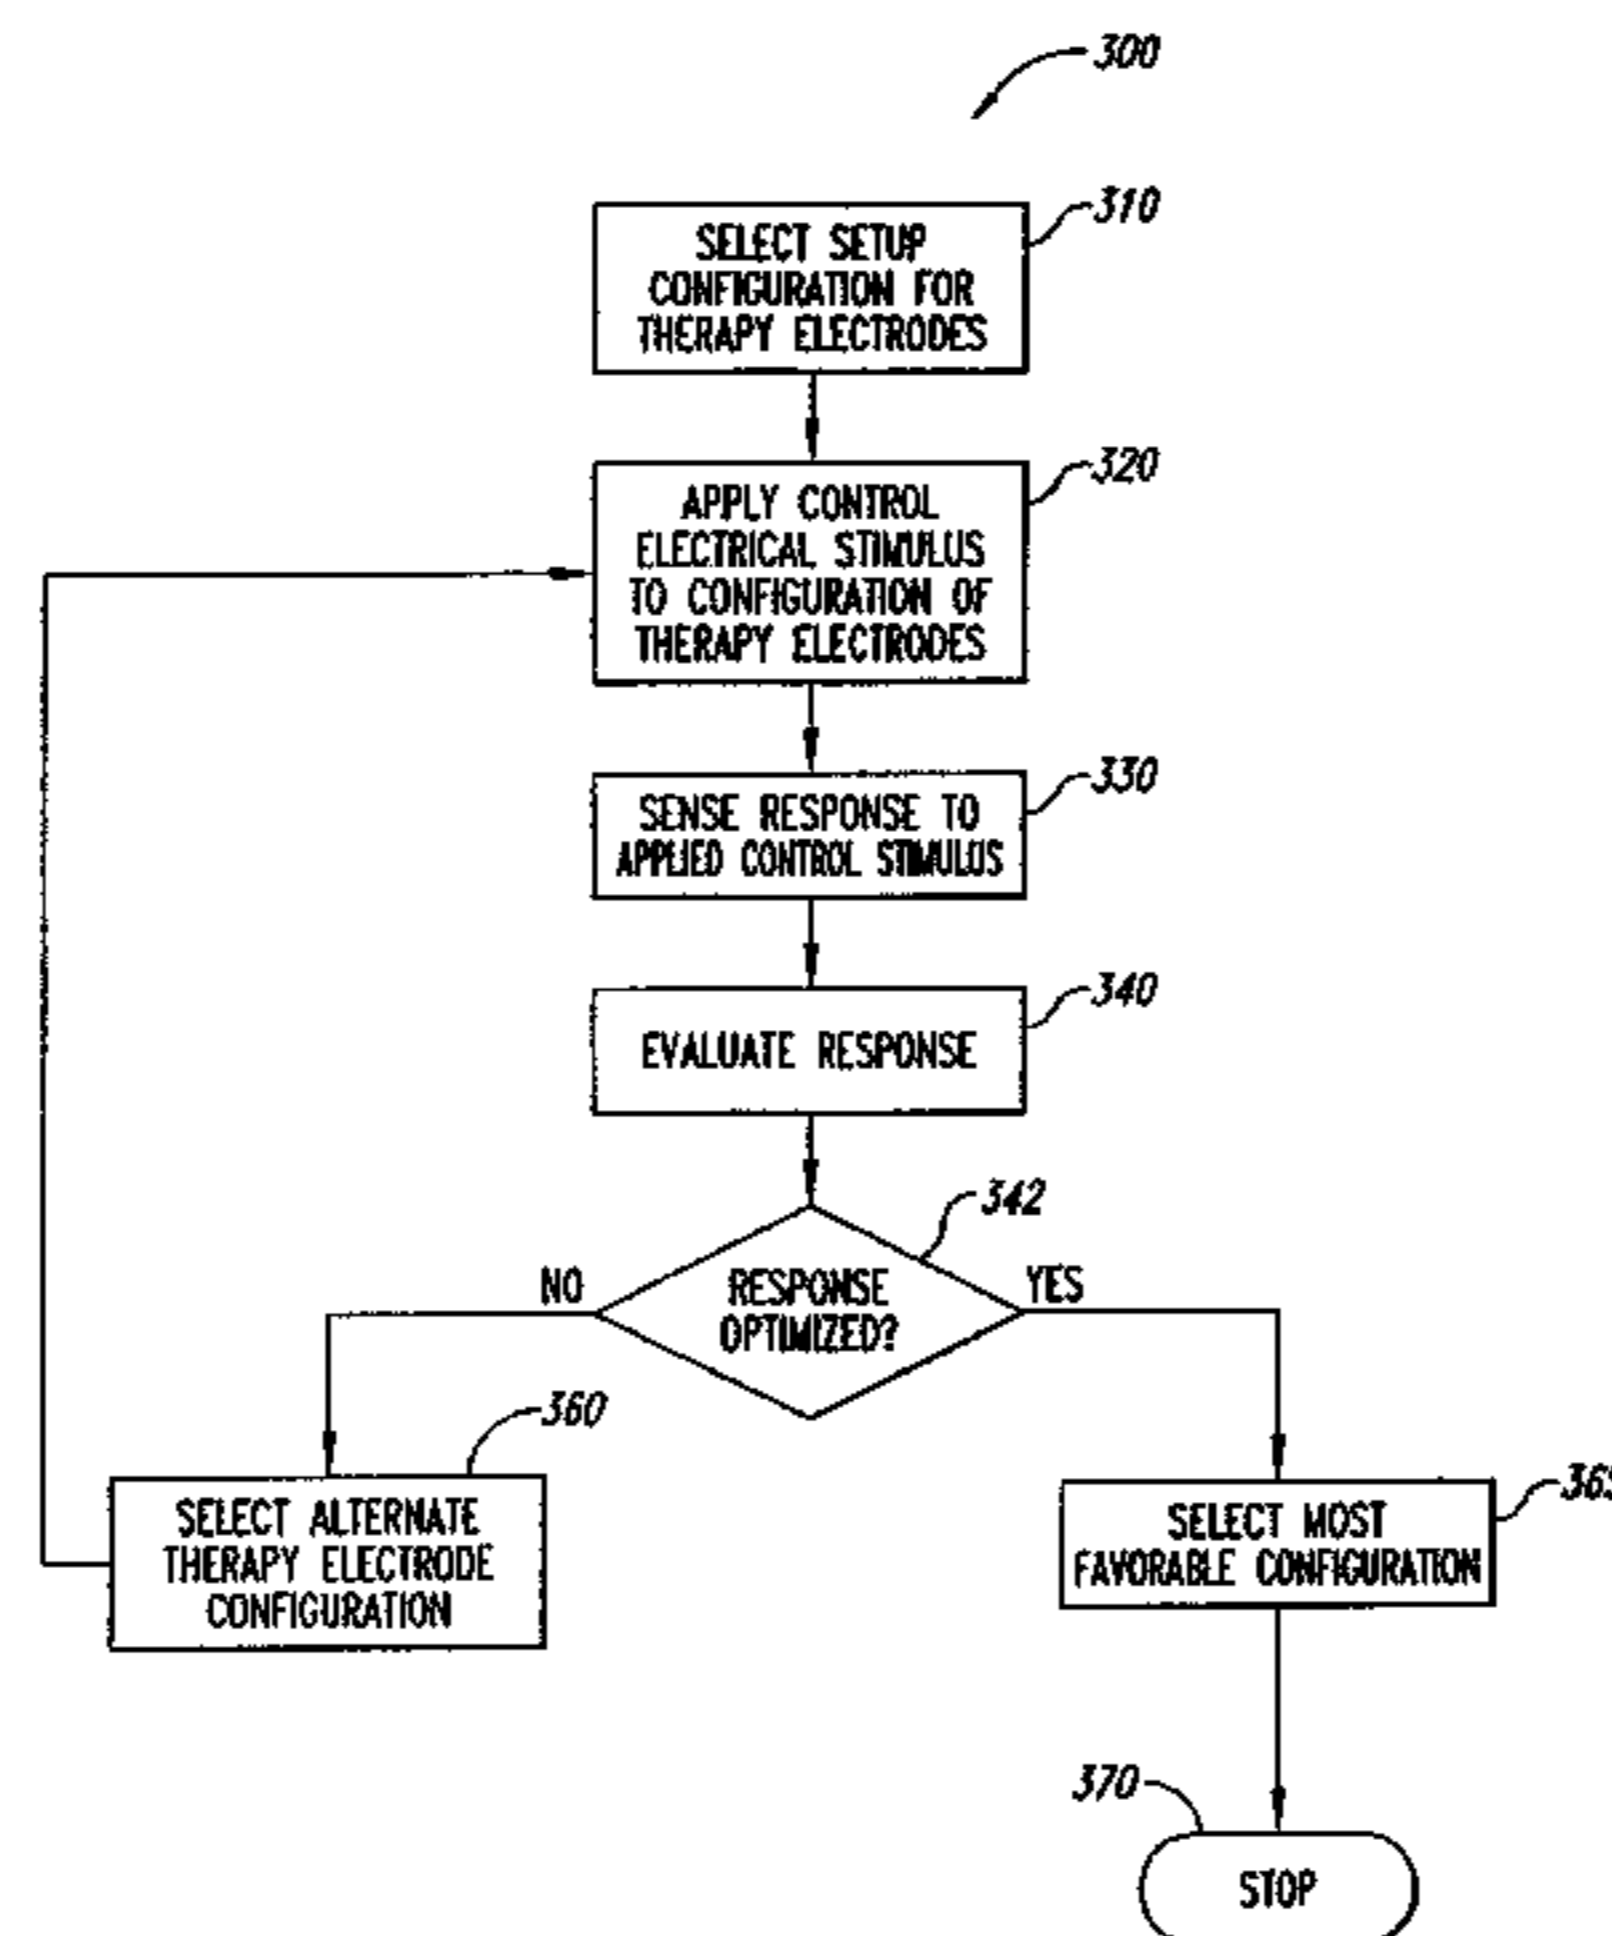 300
310
SELECT SETUP
CONFIGURATION FOR
THERAPY ELECTRODES
320
APPLY CONTROL
ELECTRICAL STIMULUS
TO CONFIGURATION OF
THERAPY ELECTRODES
330
SENSE RESPONSE TO
APPLIED CONTROL STIMULUS
340
EVALUATE RESPONSE
342
NO
RESPONSE
OPTIMIZED?
YES
360
SELECT ALTERNATE
THERAPY ELECTRODE
CONFIGURATION
SELECT MOST
FAVORABLE CONFIGURATION
370
STOP